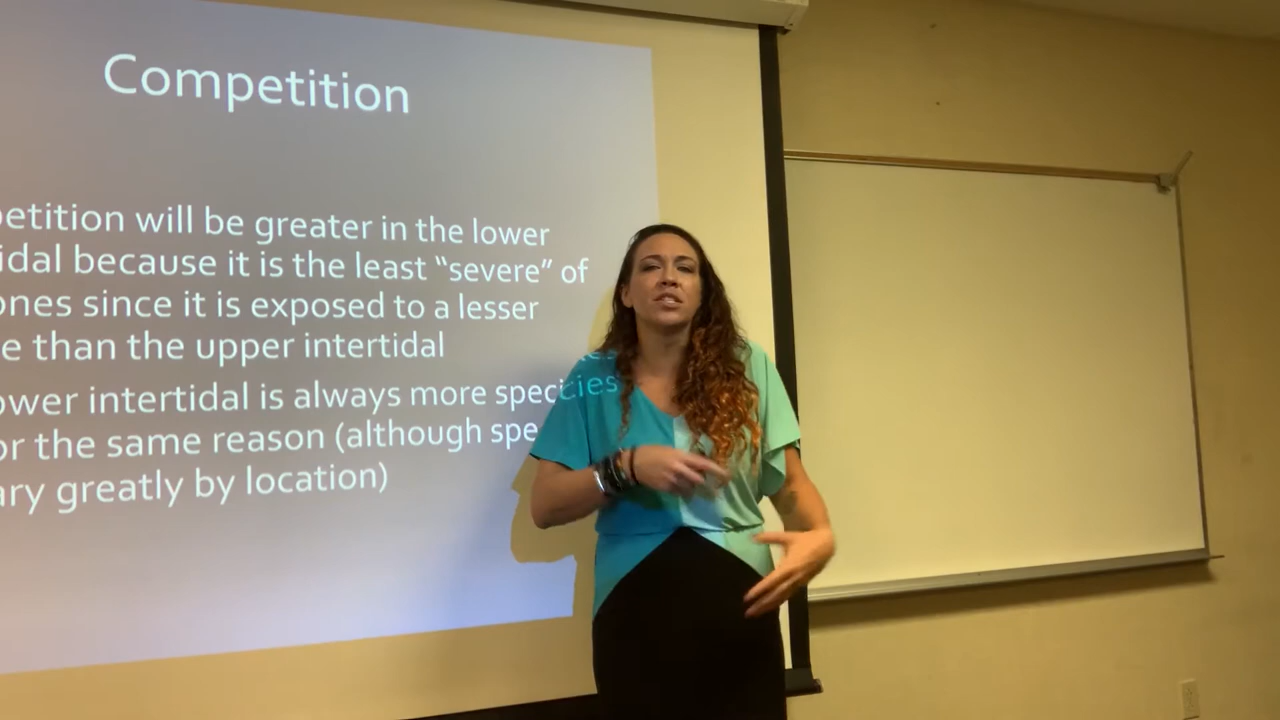 Competition
petition will be greater in the lower
idal because it is the least “severe” of
ones since it is exposed to a lesser
e than the upper intertidal
ower intertidal is always more species
or the same reason (although spe
ary greatly by location)